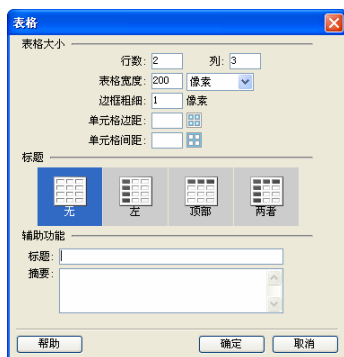 表格
表格大小
行数: 2 列: 3
表格宽度: 200 像素
边框粗细: 1 像素
单元格边距:
单元格间距:
标题
无 左 顶部 两者
辅助功能
标题:
摘要:
帮助 确定 取消